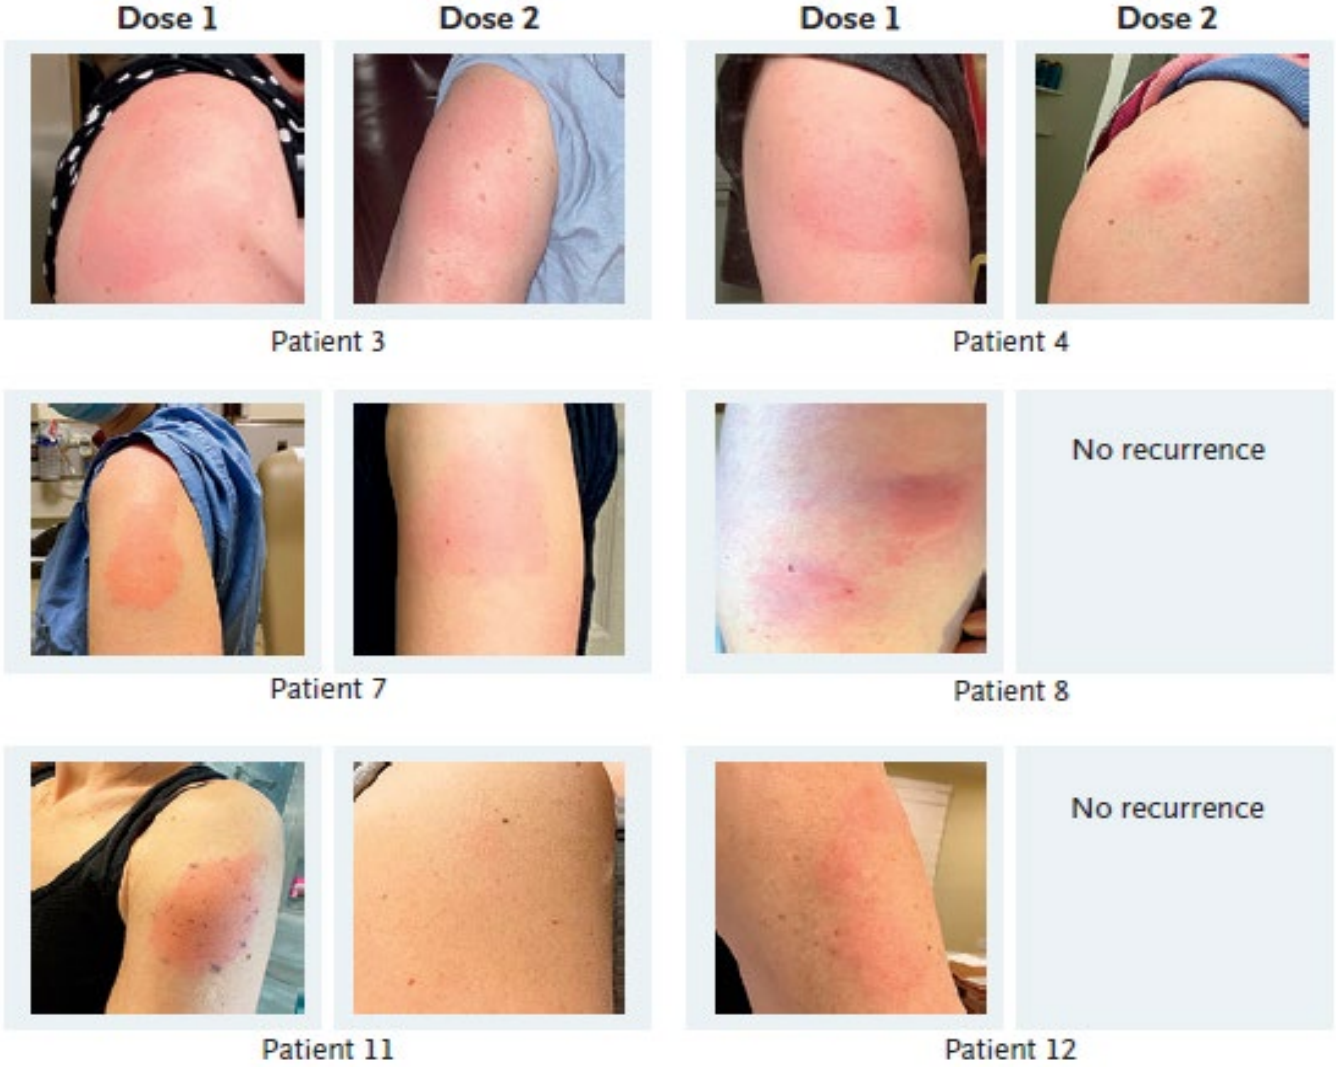 Dose 1 Dose 2 Dose 1 Dose 2
Patient 3 Patient 4
No recurrence
Patient 7 Patient 8
No recurrence
Patient 11 Patient 12